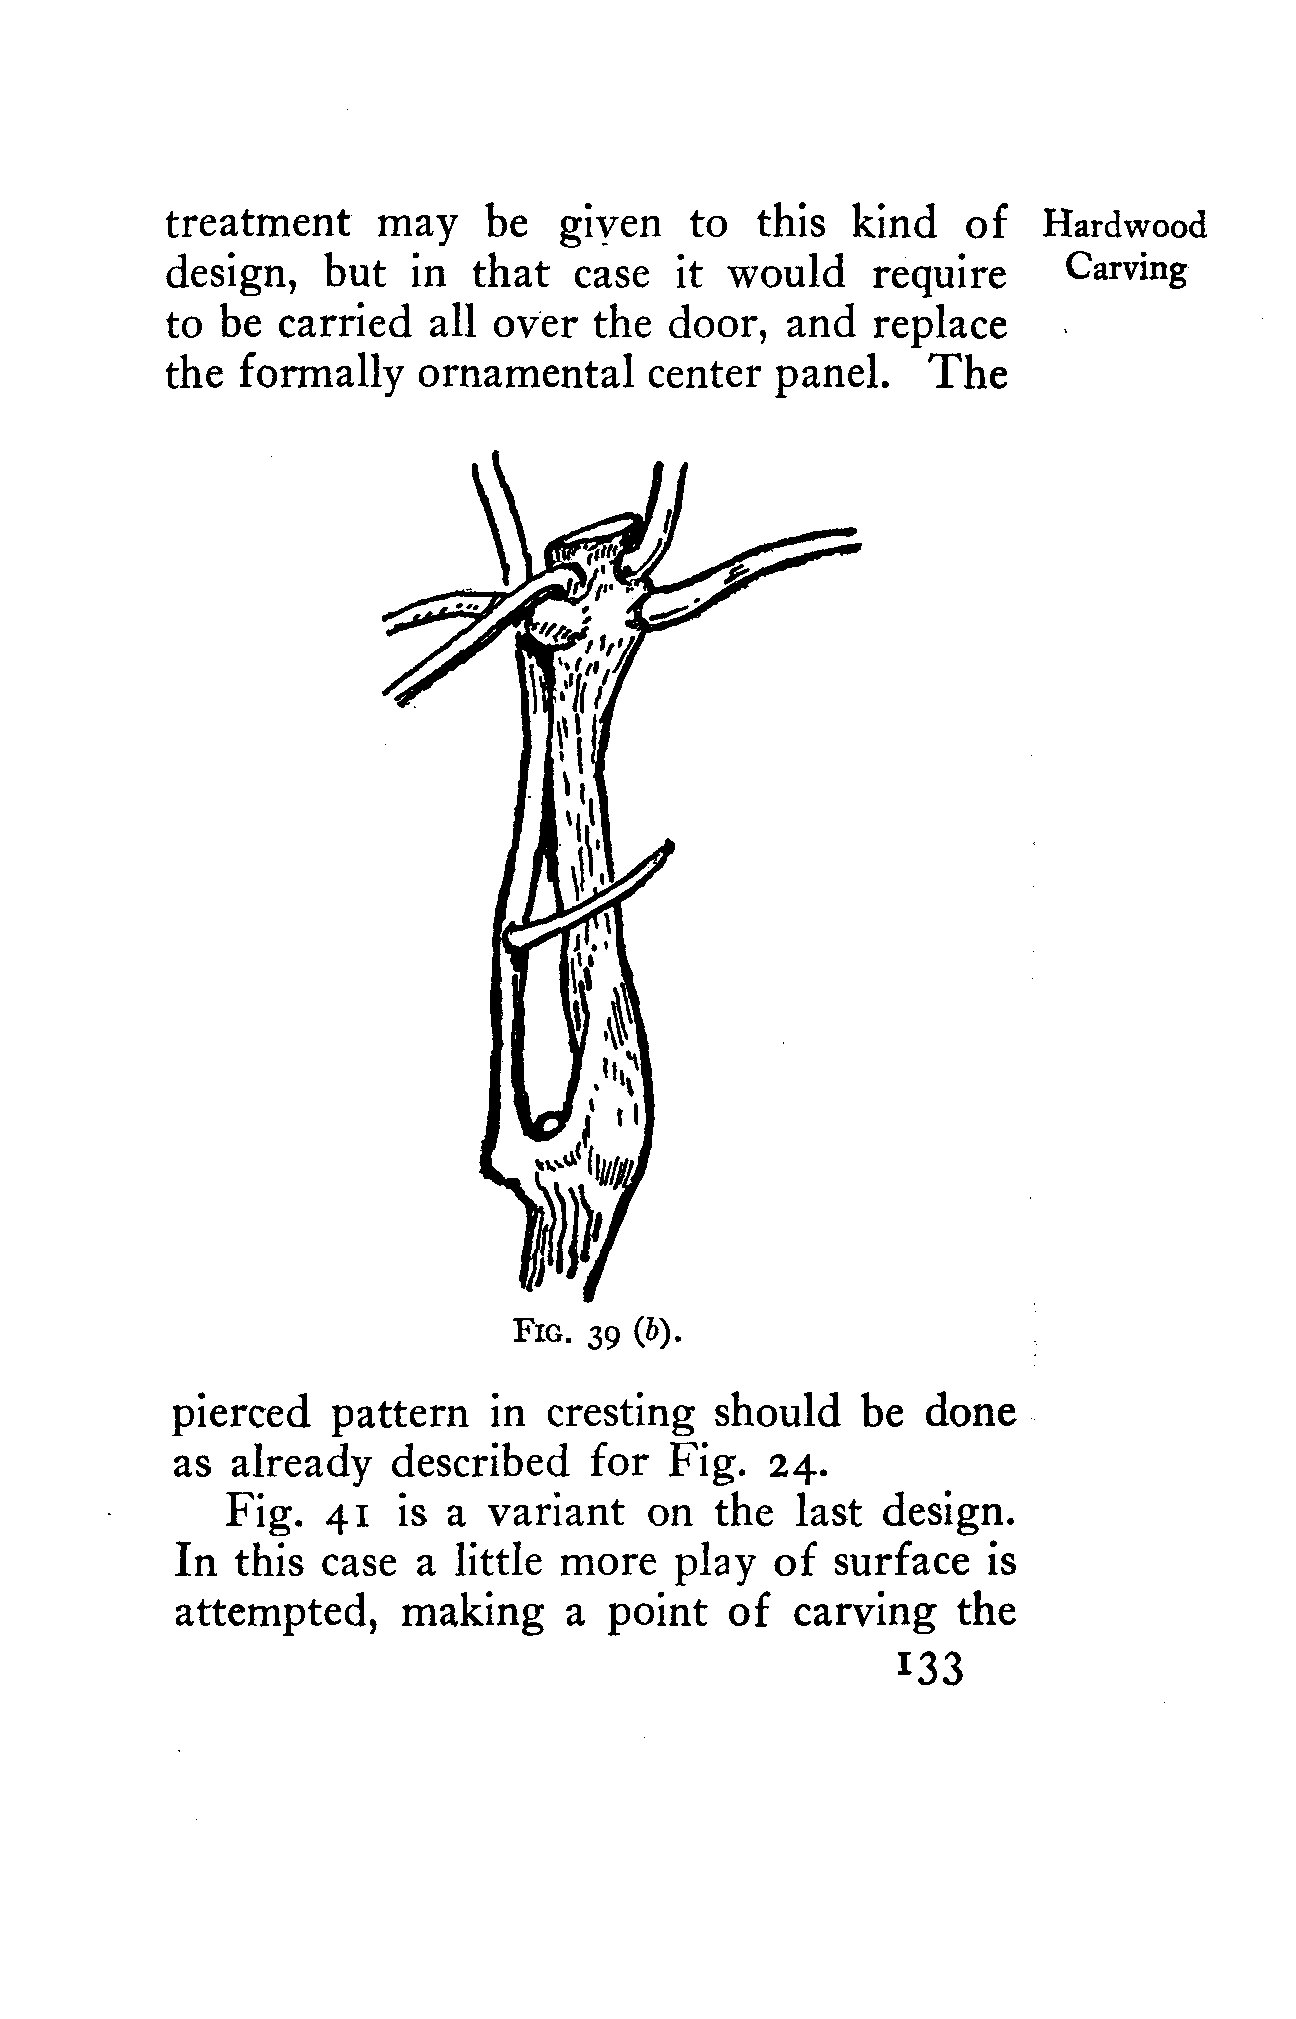 treatment may be given to this kind of
design, but in that case it would require
to be carried all over the door, and replace
the formally ornamental center panel. The
Hardwood
Carving
FIG. 39 (b).
pierced pattern in cresting should be done
as already described for Fig. 24.
Fig. 41 is a variant on the last design.
In this case a little more play of surface is
attempted, making a point of carving the
133